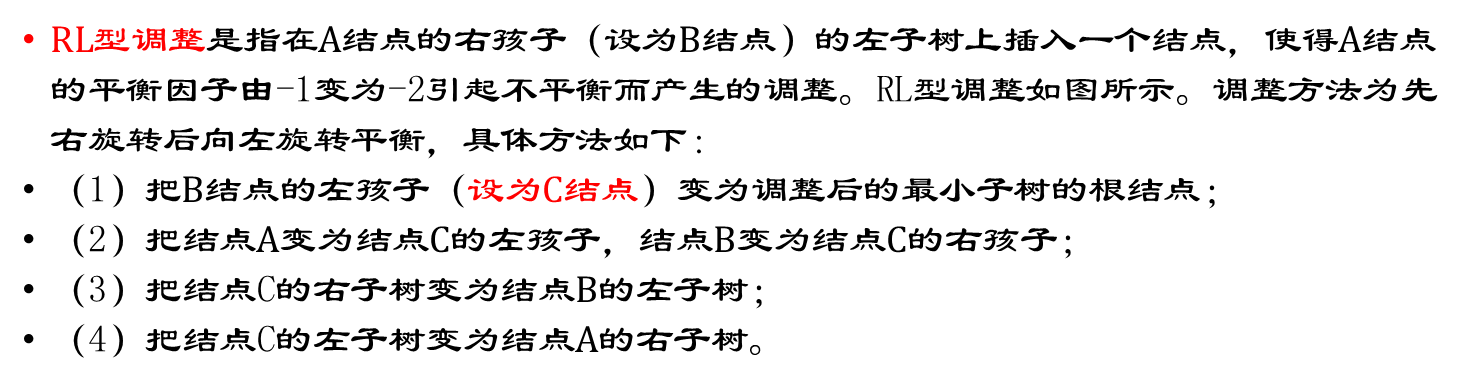 • RL型调整是指在A结点的右孩子（设为B结点）的左子树上插入一个结点，使得A结点
的平衡因子由-1变为-2引起不平衡而产生的调整。RL型调整如图所示。调整方法为先
右旋转后向左旋转平衡，具体方法如下：
• （1）把B结点的左孩子（设为C结点）变为调整后的最小子树的根结点；
• （2）把结点A变为结点C的左孩子，结点B变为结点C的右孩子；
• （3）把结点C的右子树变为结点B的左子树；
• （4）把结点C的左子树变为结点A的右子树。